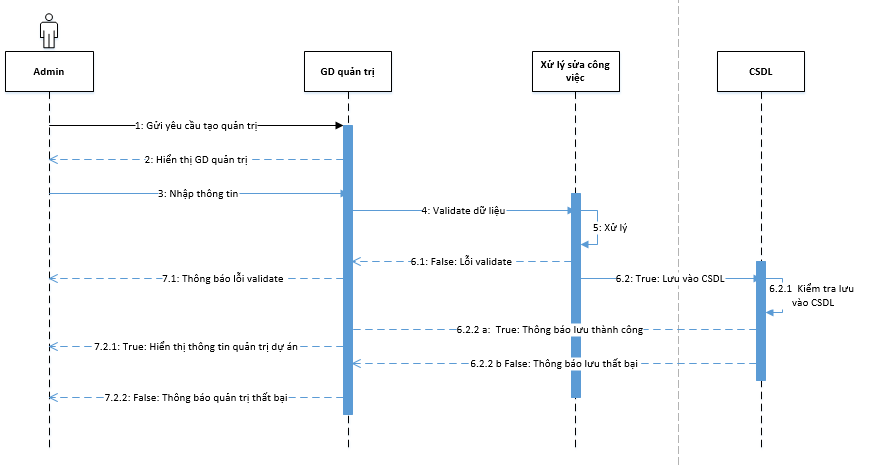 Admin
GD quản trị
Xử lý sửa công
việc
CSDL
1: Gửi yêu cầu tạo quản trị
2: Hiển thị GD quản trị
3: Nhập thông tin
4: Validate dữ liệu
5: Xử lý
6.1: False: Lỗi validate
7.1: Thông báo lỗi validate
6.2: True: Lưu vào CSDL
6.2.1 Kiểm tra lưu
vào CSDL
6.2.2 a: True: Thông báo lưu thành công
7.2.1: True: Hiển thị thông tin quản trị dự án
6.2.2 b False: Thông báo lưu thất bại
7.2.2: False: Thông báo quản trị thất bại